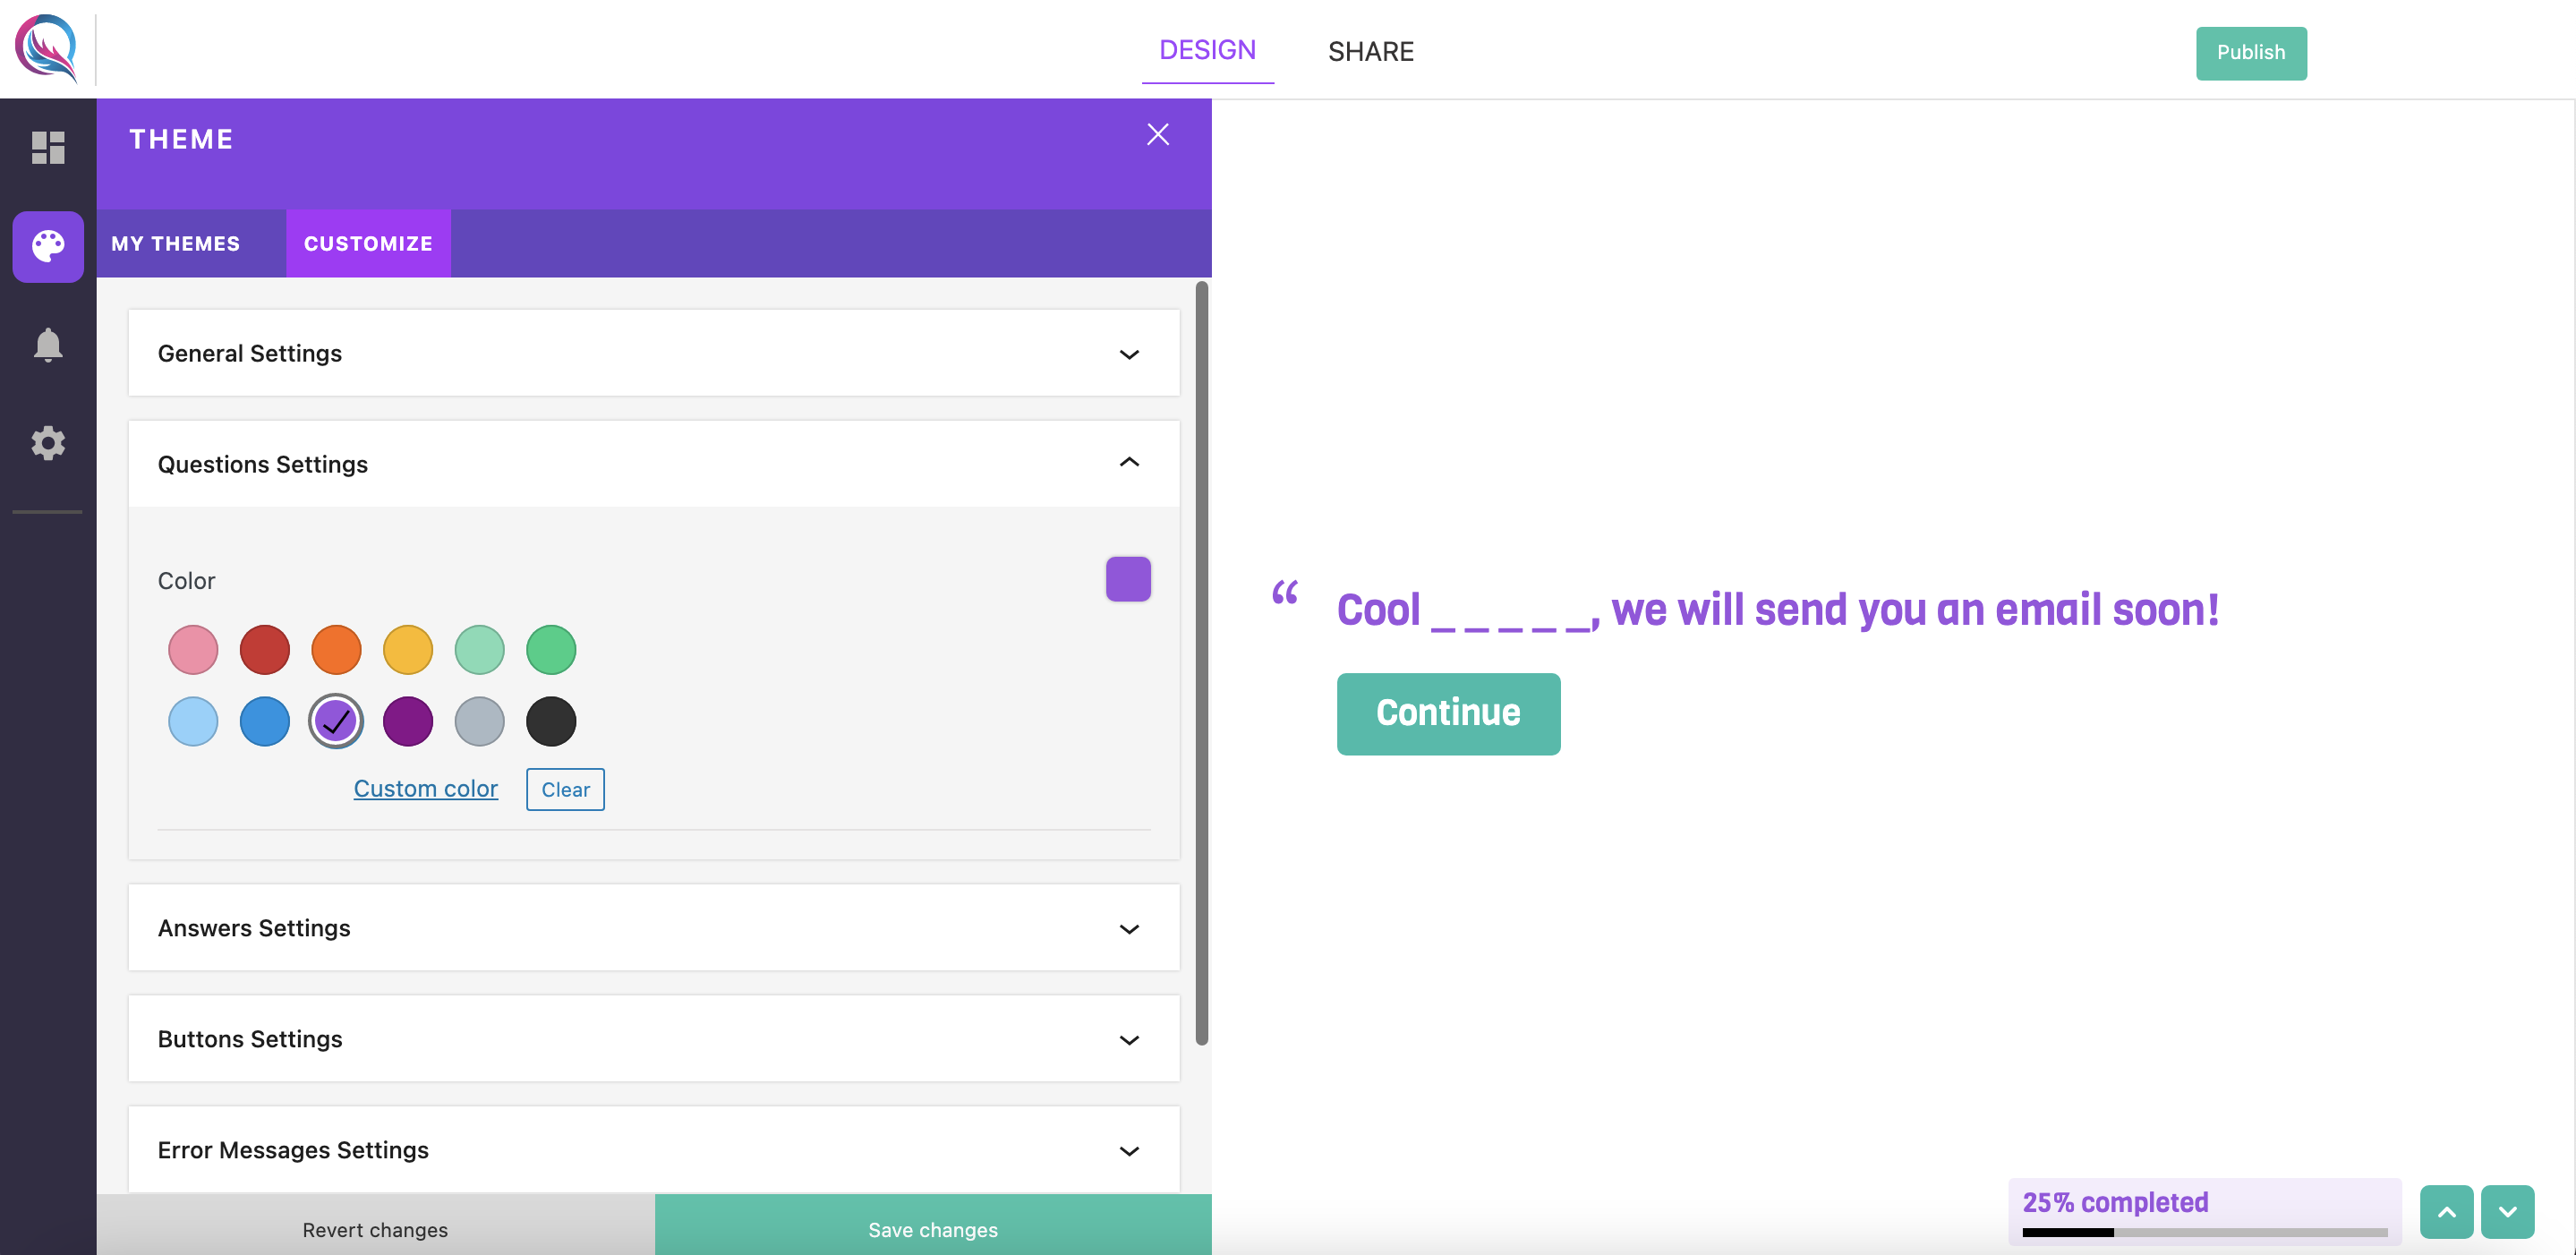 DESIGN
SHARE
Publish
THEME
MY THEMES
CUSTOMIZE
General Settings
Questions Settings
Color
Custom color
Clear
Answers Settings
Buttons Settings
Error Messages Settings
Revert changes
Save changes
“ Cool _ _ _ _ _, we will send you an email soon!
Continue
25% completed